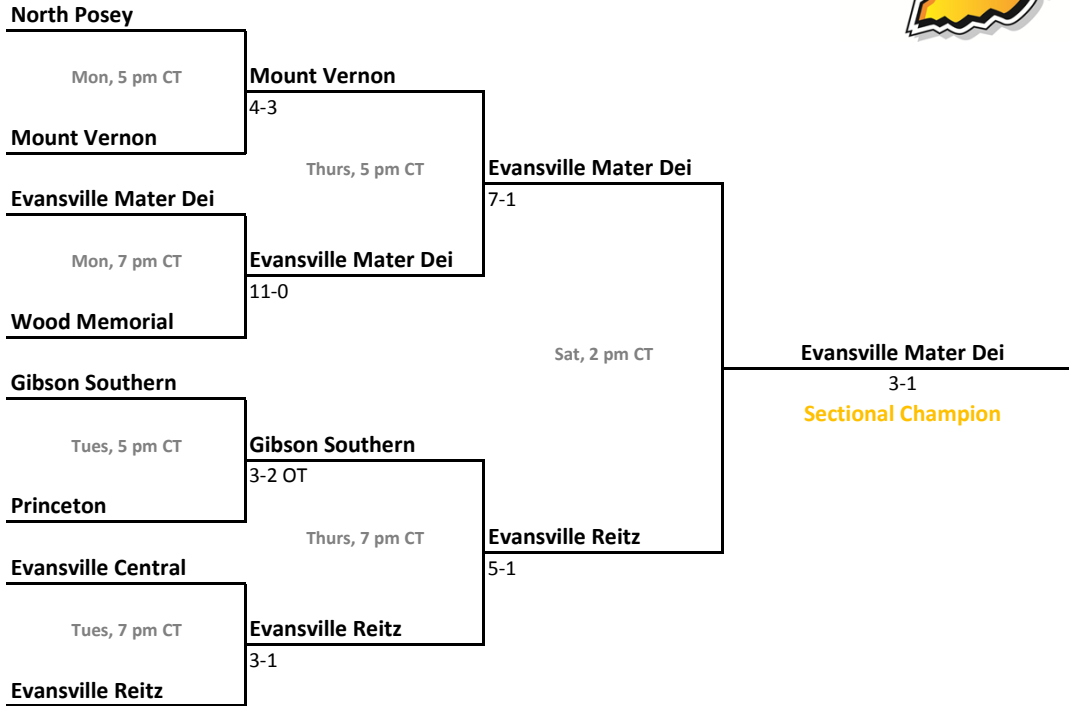 North Posey
Mon, 5 pm CT
Mount Vernon
4-3
Mount Vernon
Thurs, 5 pm CT
Evansville Mater Dei
7-1
Evansville Mater Dei
Mon, 7 pm CT
Evansville Mater Dei
11-0
Wood Memorial
Sat, 2 pm CT
Evansville Mater Dei
3-1
Sectional Champion
Gibson Southern
Tues, 5 pm CT
Gibson Southern
3-2 OT
Princeton
Thurs, 7 pm CT
Evansville Reitz
5-1
Evansville Central
Tues, 7 pm CT
Evansville Reitz
3-1
Evansville Reitz